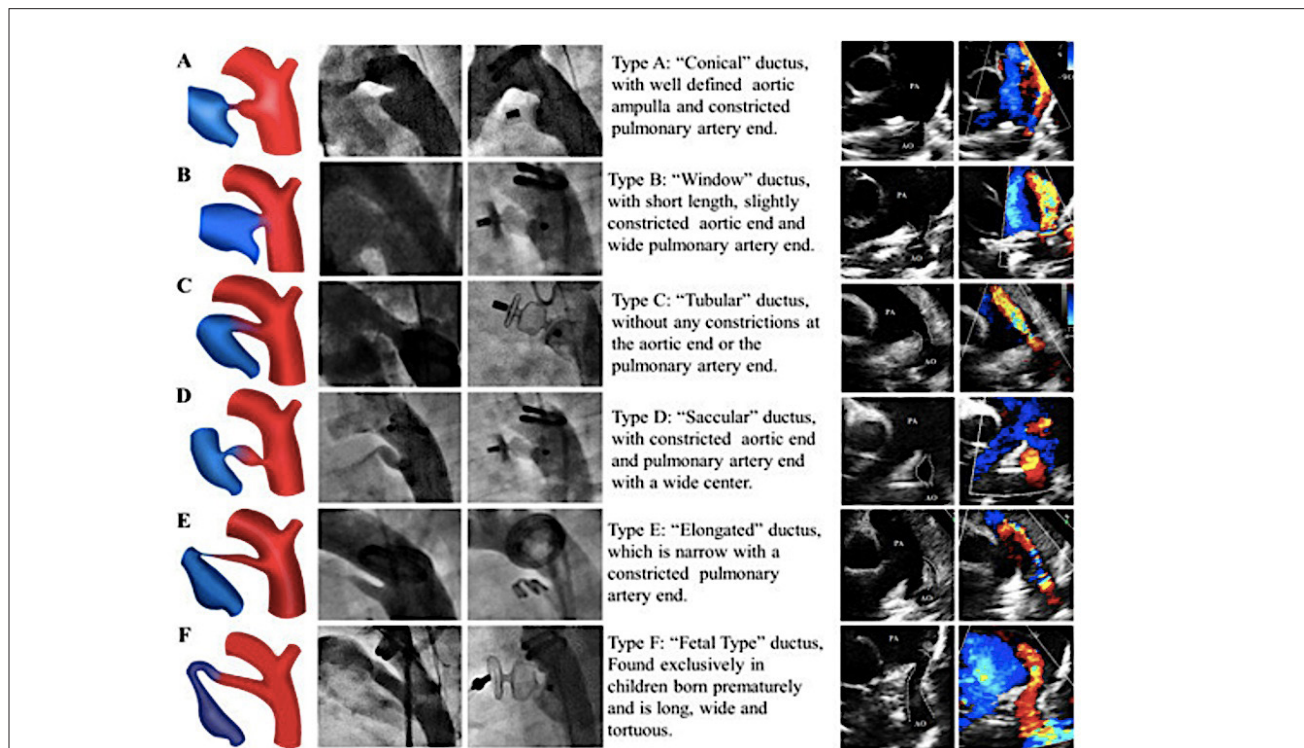 A
Type A: “Conical” ductus,
with well defined aortic
ampulla and constricted
pulmonary artery end.
PA
AO
B
Type B: “Window” ductus,
with short length, slightly
constricted aortic end and
wide pulmonary artery end.
PA
AO
C
Type C: “Tubular” ductus,
without any constrictions at
the aortic end or the
pulmonary artery end.
PA
AO
D
Type D: “Saccular” ductus,
with constricted aortic end
and pulmonary artery end
with a wide center.
PA
AO
E
Type E: “Elongated” ductus,
which is narrow with a
constricted pulmonary
artery end.
PA
AO
F
Type F: “Fetal Type” ductus,
Found exclusively in
children born prematurely
and is long, wide and
tortuous.
PA
AO